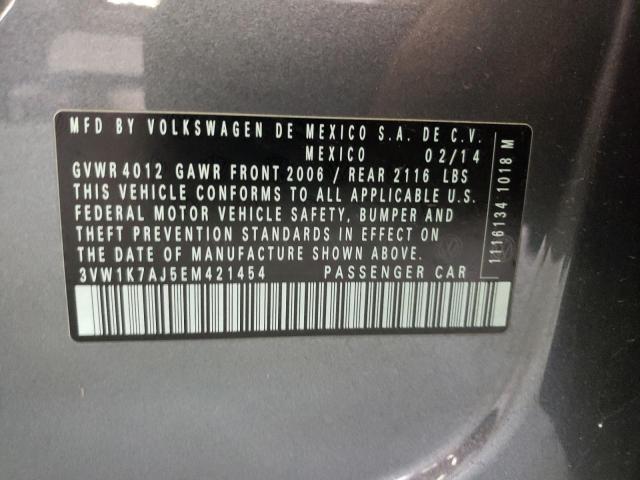 MFD BY VOLKSWAGEN DE MEXICO S.A. DE C.V.
MEXICO 02/14
GVWR 4012 GAWR FRONT 2006 / REAR 2116 LBS
THIS VEHICLE CONFORMS TO ALL APPLICABLE U.S.
FEDERAL MOTOR VEHICLE SAFETY, BUMPER AND
THEFT PREVENTION STANDARDS IN EFFECT ON
THE DATE OF MANUFACTURE SHOWN ABOVE.
3VW1K7AJ5EM421454 PASSENGER CAR
1116134 1018 M